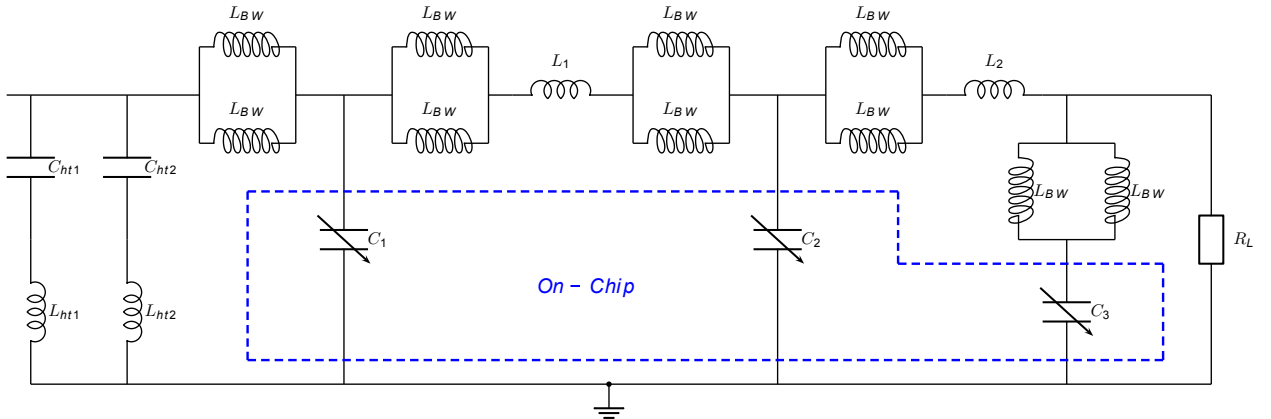 L_BW L_BW L_BW L_BW
L_1 L_2
L_BW L_BW L_BW L_BW
C_ht1 C_ht2
L_BW L_BW
C_1 C_2 R_L
On – Chip
L_ht1 L_ht2 C_3